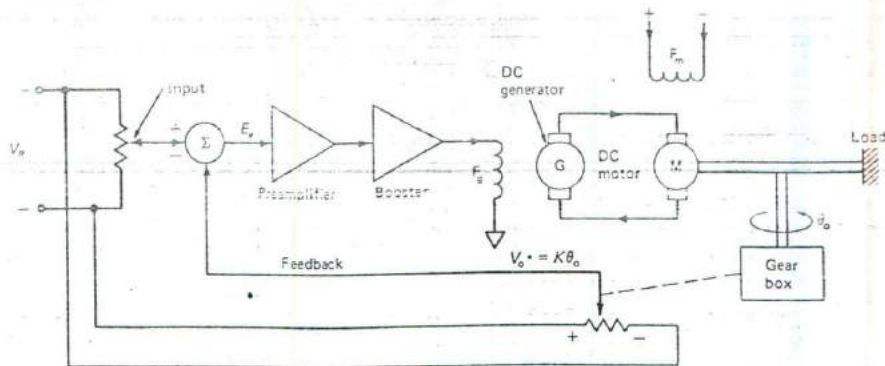 + −
F_m
DC generator
Input
Load
+
−
Σ
E_e
V_R
G
DC motor
M
Preamplifier
Booster
F_g
θ_o
Feedback
V_o = Kθ_o
Gear box
+ −